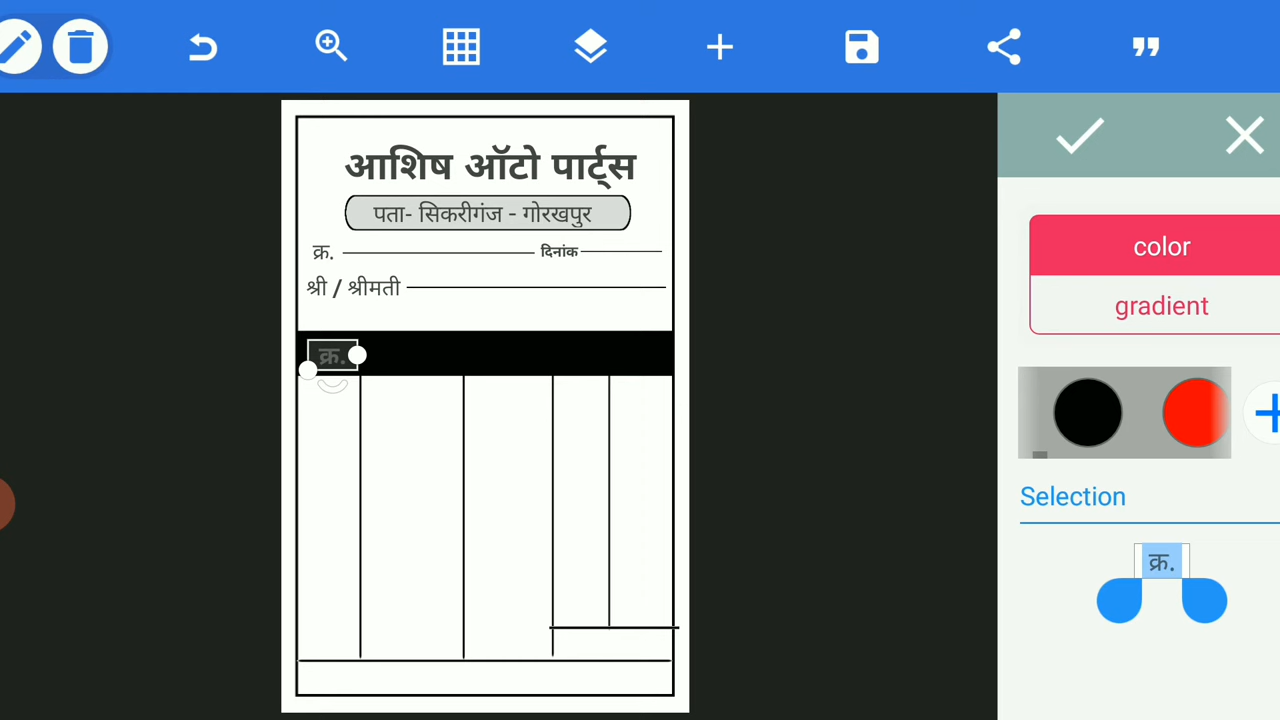 आशिष ऑटो पार्ट्स
पता- सिकरीगंज - गोरखपुर
क्र. दिनांक
श्री / श्रीमती
क्र.
color
gradient
Selection
क्र.